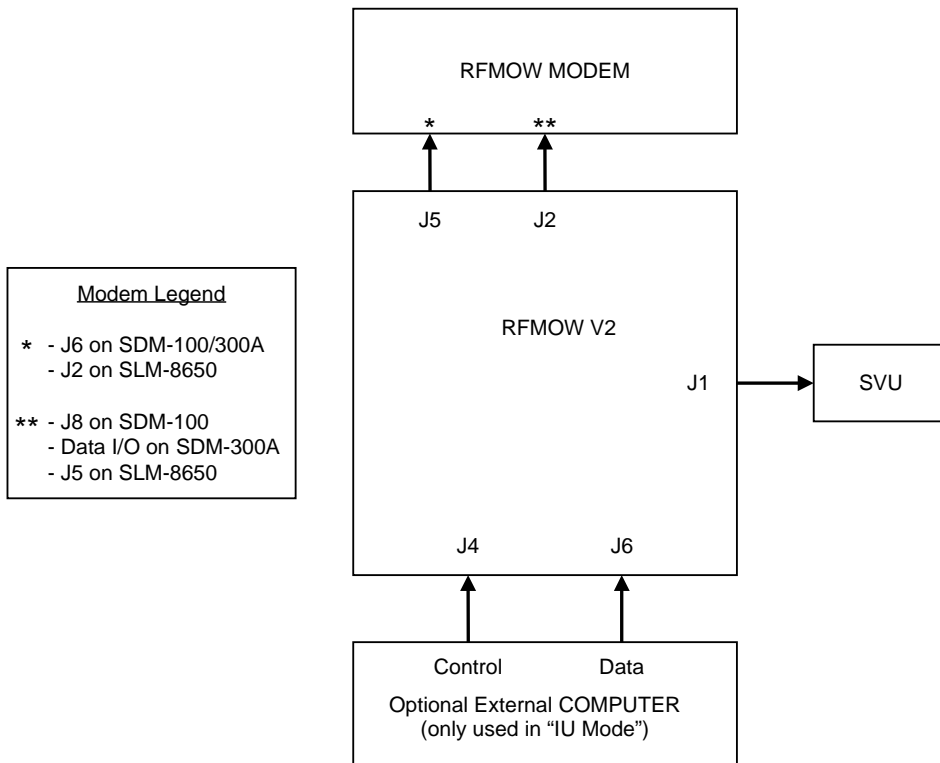 RFMOW MODEM
* **
J5 J2
RFMOW V2
J1
SVU
Modem Legend
* - J6 on SDM-100/300A
- J2 on SLM-8650
** - J8 on SDM-100
- Data I/O on SDM-300A
- J5 on SLM-8650
J4 J6
Control Data
Optional External COMPUTER
(only used in “IU Mode”)